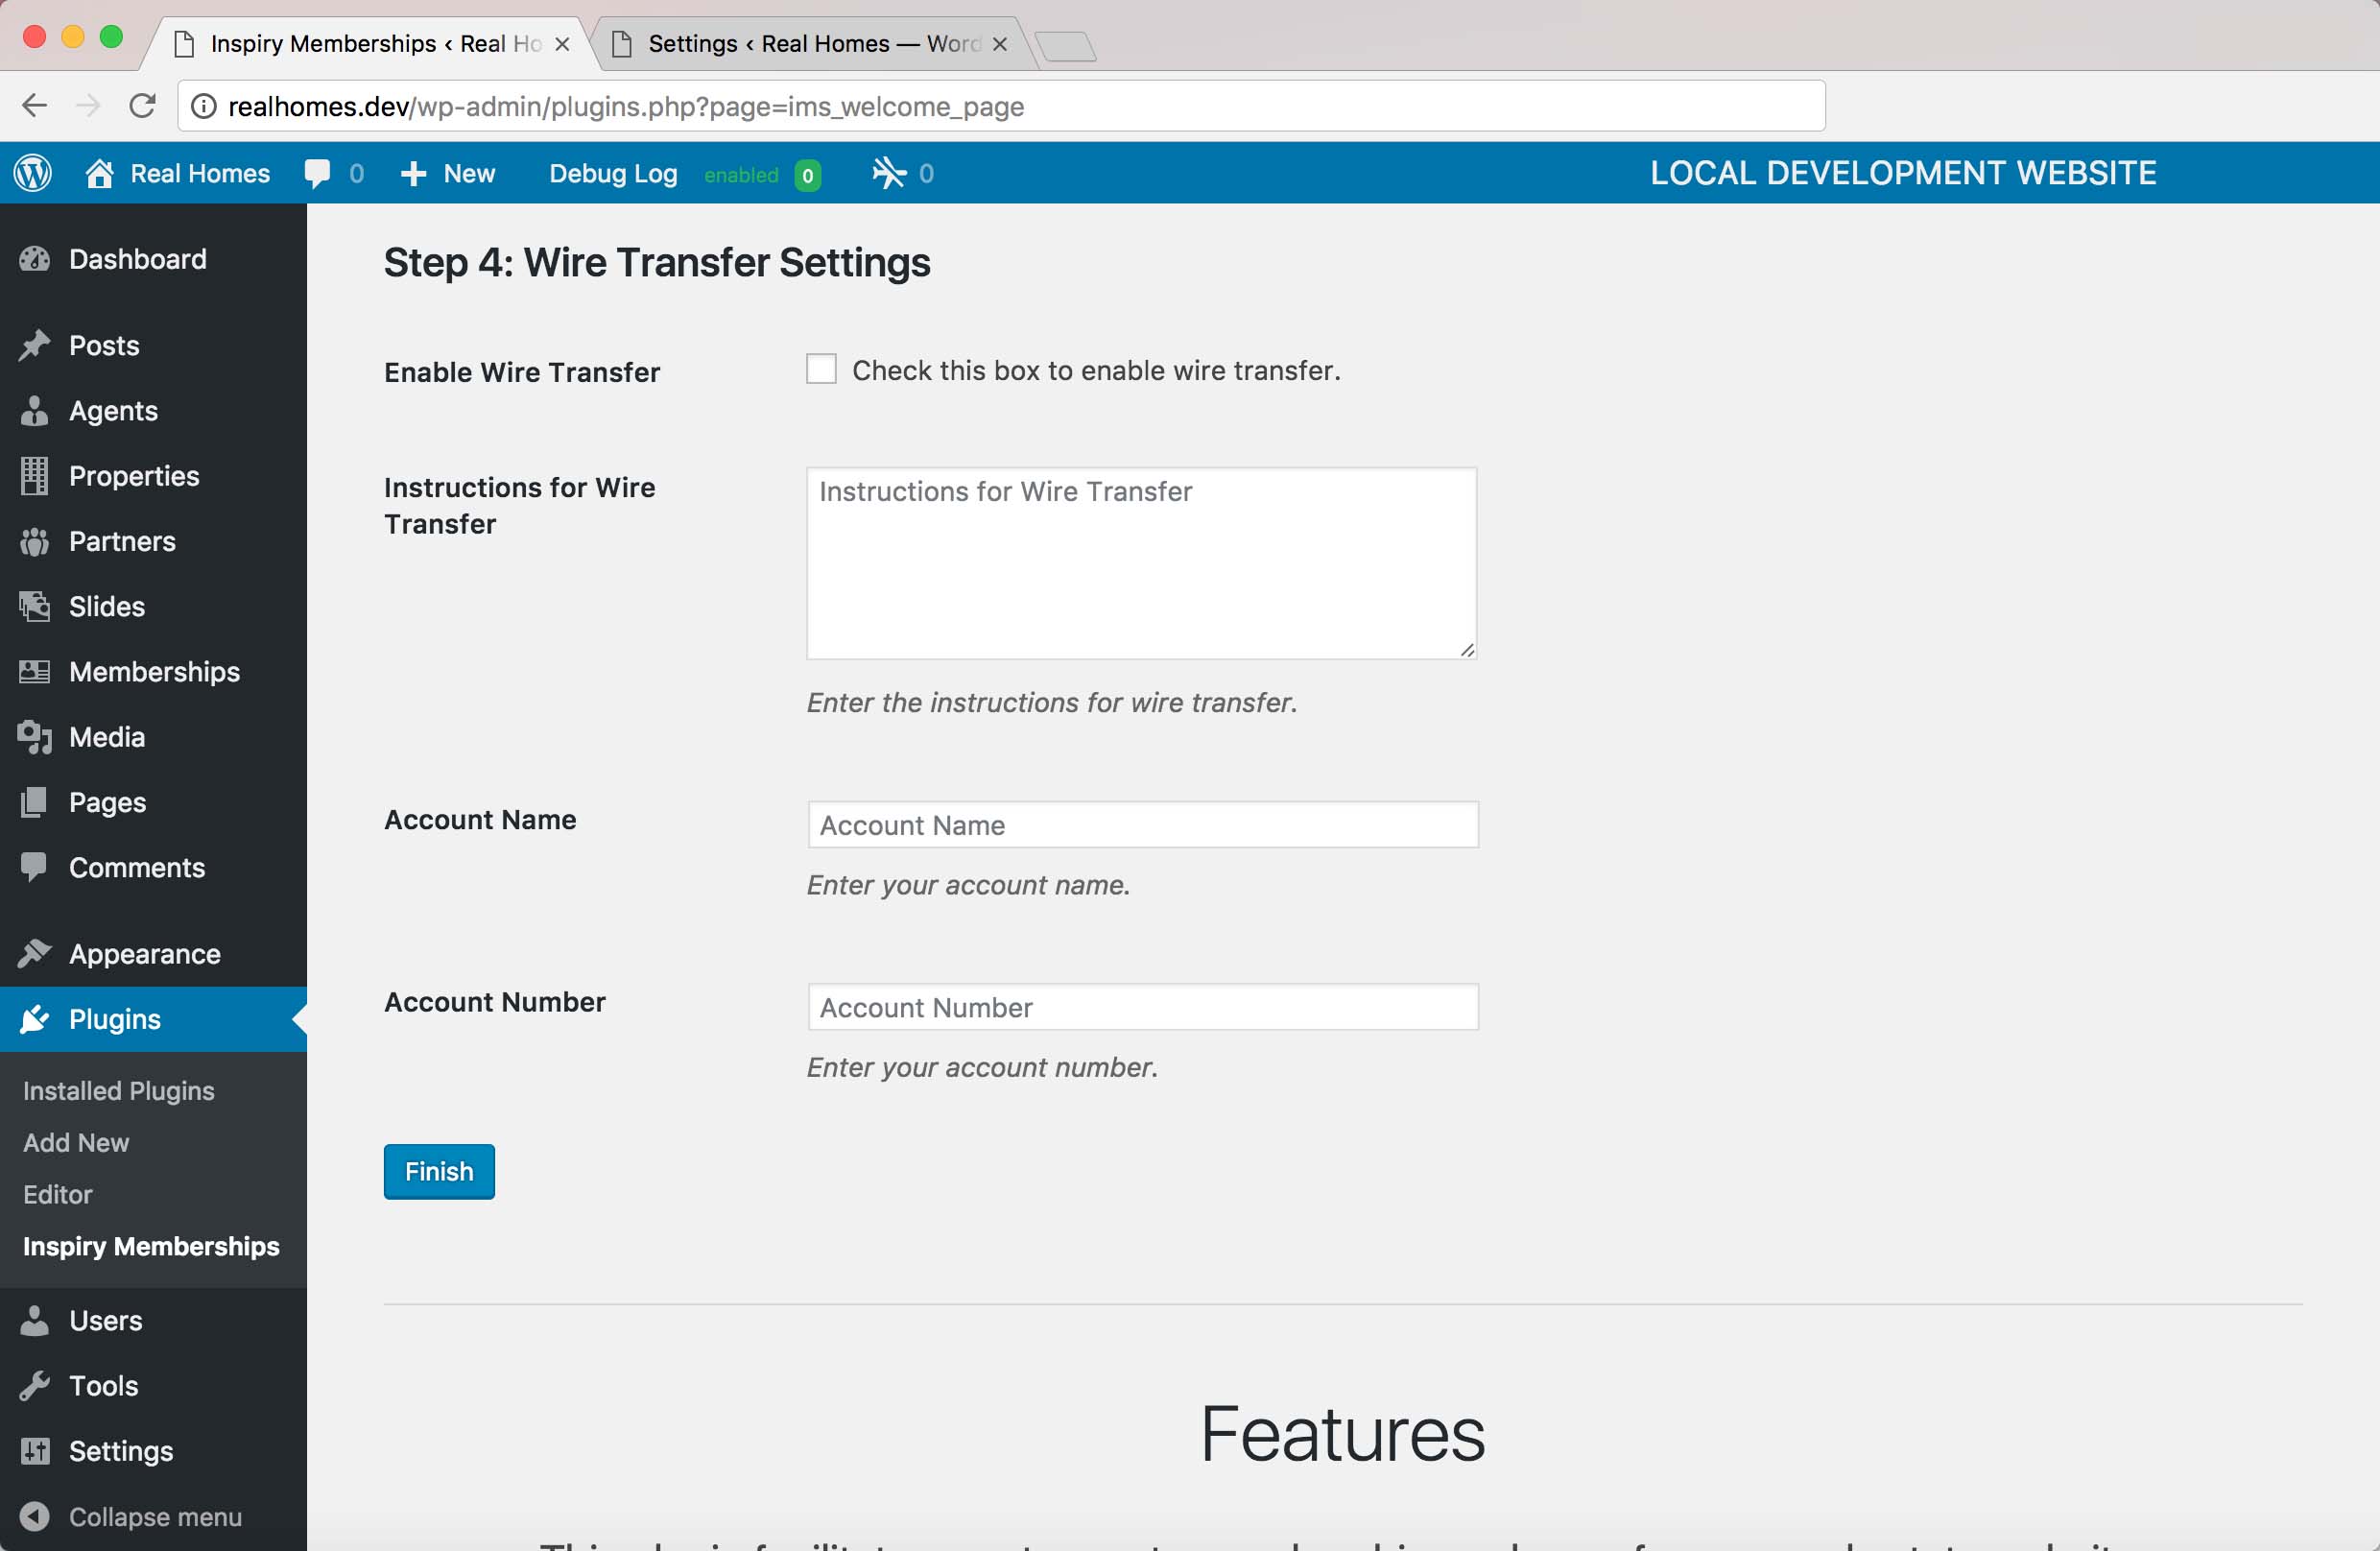 Inspiry Memberships ‹ Real Ho
Settings ‹ Real Homes — Word
realhomes.dev/wp-admin/plugins.php?page=ims_welcome_page
Real Homes 0 New Debug Log enabled 0 0 LOCAL DEVELOPMENT WEBSITE
Dashboard
Posts
Agents
Properties
Partners
Slides
Memberships
Media
Pages
Comments
Appearance
Plugins
Installed Plugins
Add New
Editor
Inspiry Memberships
Users
Tools
Settings
Collapse menu
Step 4: Wire Transfer Settings
Enable Wire Transfer
Check this box to enable wire transfer.
Instructions for Wire
Transfer
Instructions for Wire Transfer
Enter the instructions for wire transfer.
Account Name
Account Name
Enter your account name.
Account Number
Account Number
Enter your account number.
Finish
Features